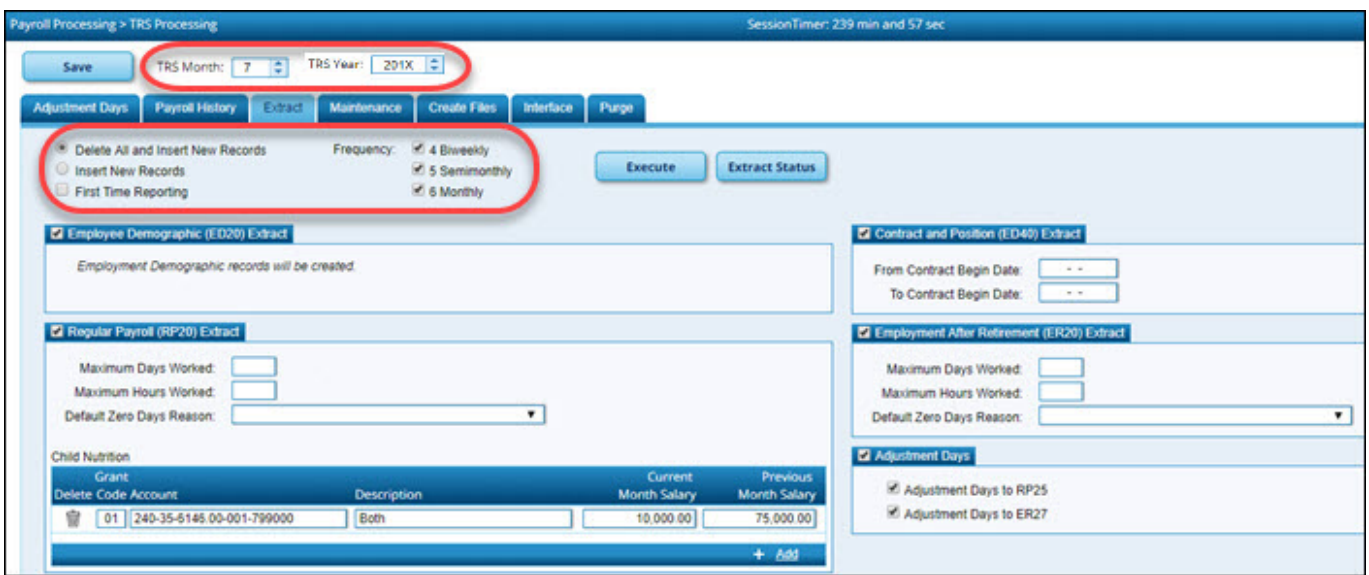 Payroll Processing > TRS Processing
SessionTimer: 239 min and 57 sec
Save
TRS Month: 7
TRS Year: 201X
Adjustment Days
Payroll History
Extract
Maintenance
Create Files
Interface
Purge
Delete All and Insert New Records
Insert New Records
First Time Reporting
Frequency:
4 Biweekly
5 Semimonthly
6 Monthly
Execute
Extract Status
Employee Demographic (ED20) Extract
Employment Demographic records will be created.
Contract and Position (ED40) Extract
From Contract Begin Date: - -
To Contract Begin Date: - -
Regular Payroll (RP20) Extract
Maximum Days Worked:
Maximum Hours Worked:
Default Zero Days Reason:
Employment After Retirement (ER20) Extract
Maximum Days Worked:
Maximum Hours Worked:
Default Zero Days Reason:
Child Nutrition
Delete
Grant Code
Account
Description
Current Month Salary
Previous Month Salary
01 240-35-6146.00-001-799000 Both 10,000.00 75,000.00
+ Add
Adjustment Days
Adjustment Days to RP25
Adjustment Days to ER27